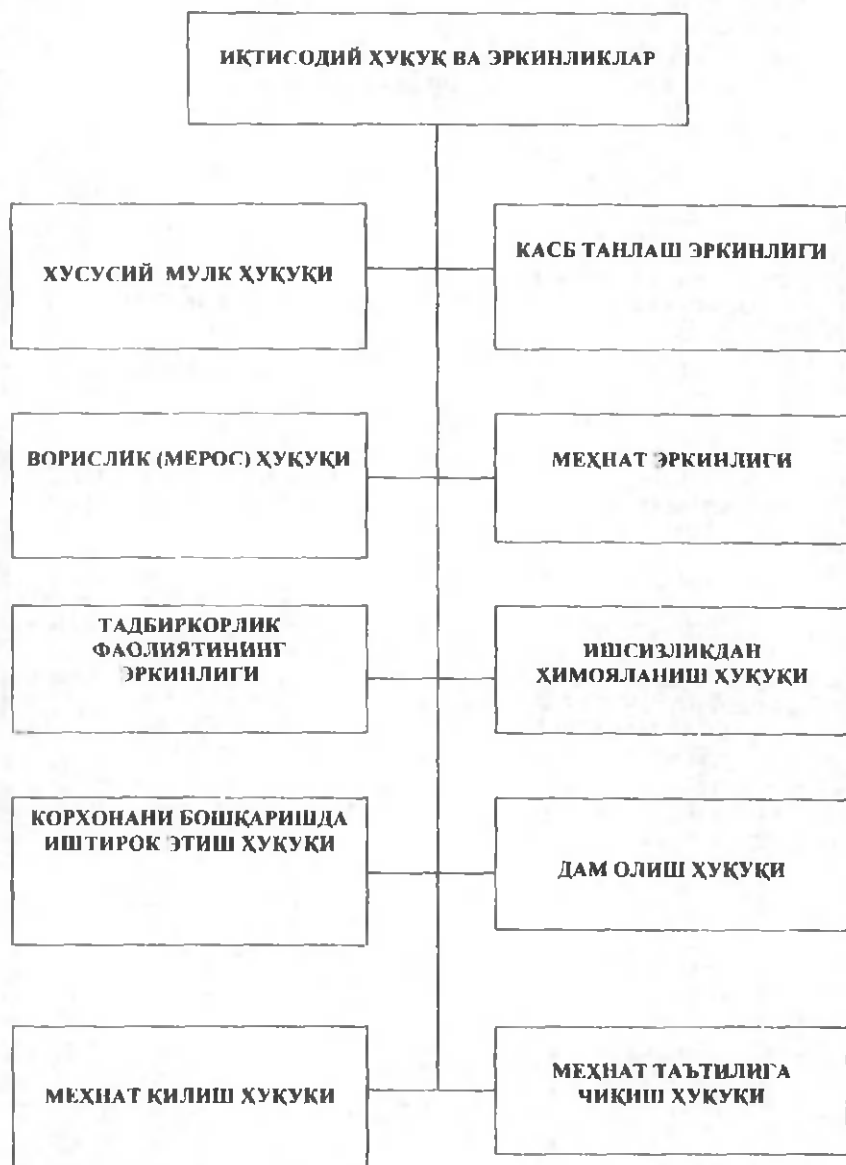 ИҚТИСОДИЙ ҲУҚУҚ ВА ЭРКИНЛИКЛАР
ХУСУСИЙ МУЛК ҲУҚУҚИ
КАСБ ТАНЛАШ ЭРКИНЛИГИ
ВОРИСЛИК (МЕРОС) ҲУҚУҚИ
МЕҲНАТ ЭРКИНЛИГИ
ТАДБИРКОРЛИК
ФАОЛИЯТИНИНГ
ЭРКИНЛИГИ
ИШСИЗЛИКДАН
ҲИМОЯЛАНИШ ҲУҚУҚИ
КОРХОНАНИ БОШҚАРИШДА
ИШТИРОК ЭТИШ ҲУҚУҚИ
ДАМ ОЛИШ ҲУҚУҚИ
МЕҲНАТ ҚИЛИШ ҲУҚУҚИ
МЕҲНАТ ТАЪТИЛИГА
ЧИҚИШ ҲУҚУҚИ